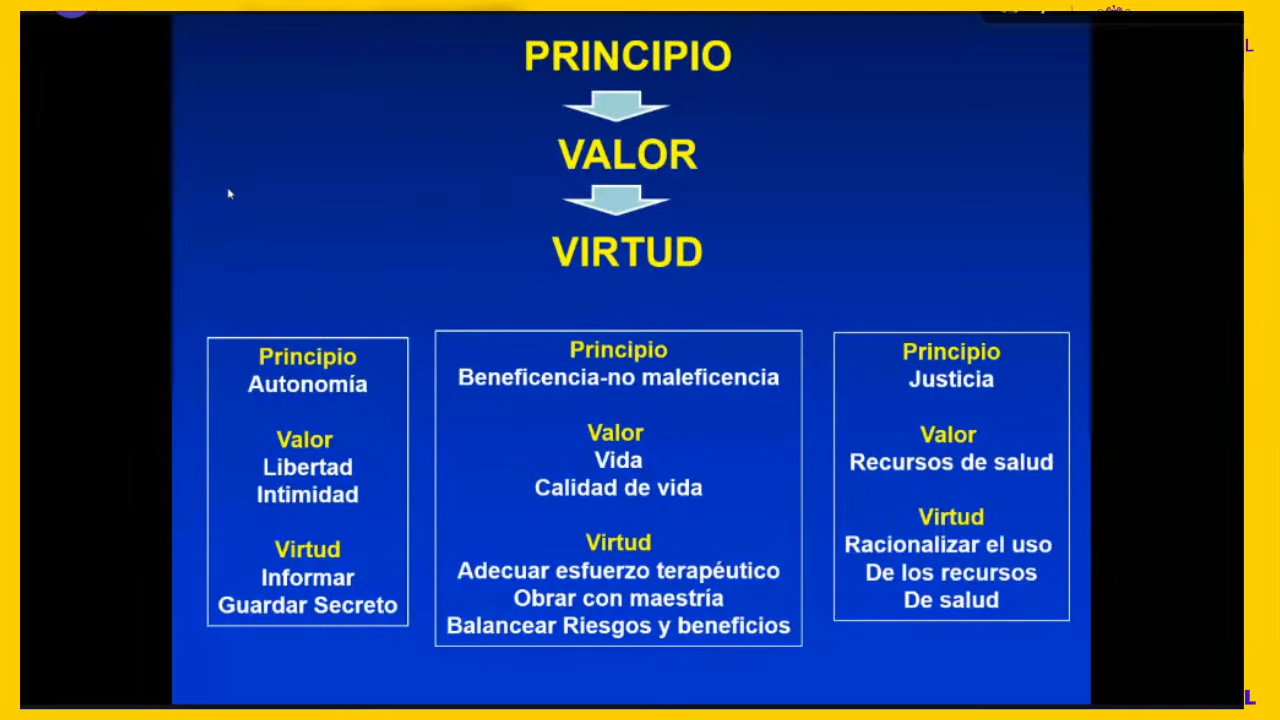 PRINCIPIO
VALOR
VIRTUD
Principio
Autonomía
Valor
Libertad
Intimidad
Virtud
Informar
Guardar Secreto
Principio
Beneficencia-no maleficencia
Valor
Vida
Calidad de vida
Virtud
Adecuar esfuerzo terapéutico
Obrar con maestría
Balancear Riesgos y beneficios
Principio
Justicia
Valor
Recursos de salud
Virtud
Racionalizar el uso
De los recursos
De salud
L
L